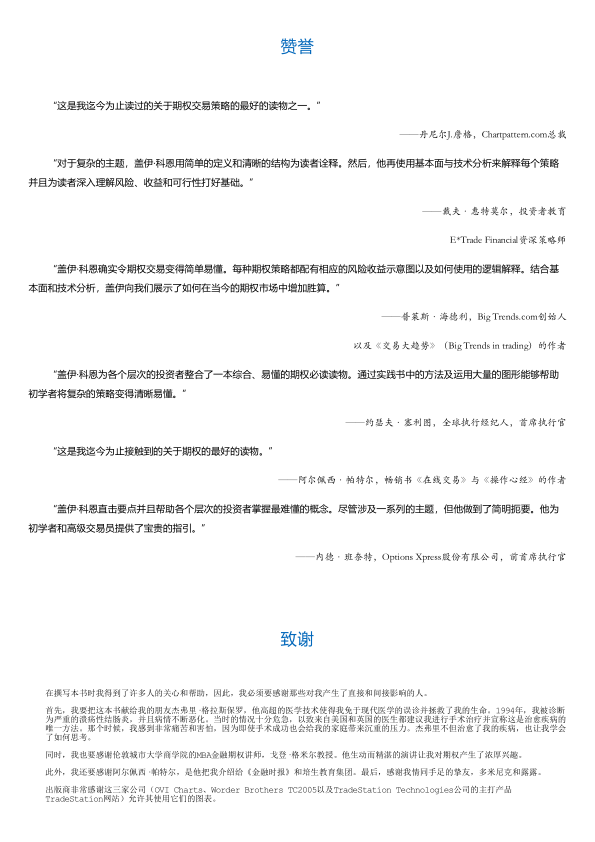 赞誉
“这是我迄今为止读过的关于期权交易策略的最好的读物之一。”
——丹尼尔J.詹格，Chartpattern.com总裁
“对于复杂的主题，盖伊·科恩用简单的定义和清晰的结构为读者诠释。然后，他再使用基本面与技术分析来解释每个策略
并且为读者深入理解风险、收益和可行性打好基础。”
——戴夫·惠特莫尔，投资者教育
E*Trade Financial资深策略师
“盖伊·科恩确实令期权交易变得简单易懂。每种期权策略都配有相应的风险收益示意图以及如何使用的逻辑解释。结合基
本面和技术分析，盖伊向我们展示了如何在当今的期权市场中增加胜算。”
——普莱斯·海德利，Big Trends.com创始人
以及《交易大趋势》（Big Trends in trading）的作者
“盖伊·科恩为各个层次的投资者整合了一本综合、易懂的期权必读读物。通过实践书中的方法及运用大量的图形能够帮助
初学者将复杂的策略变得清晰易懂。”
——约瑟夫·塞利图，全球执行经纪人，首席执行官
“这是我迄今为止接触到的关于期权的最好的读物。”
——阿尔佩西·帕特尔，畅销书《在线交易》与《操作心经》的作者
“盖伊·科恩直击要点并且帮助各个层次的投资者掌握最难懂的概念。尽管涉及一系列的主题，但他做到了简明扼要。他为
初学者和高级交易员提供了宝贵的指引。”
——内德·班奈特，Options Xpress股份有限公司，前首席执行官
致谢
在撰写本书时我得到了许多人的关心和帮助，因此，我必须要感谢那些对我产生了直接和间接影响的人。
首先，我要把这本书献给我的朋友杰弗里·格拉斯保罗，他高超的医学技术使得我免于现代医学的误诊并拯救了我的生命。1994年，我被诊断
为严重的溃疡性结肠炎，并且病情不断恶化。当时的情况十分危急，以致来自美国和英国的医生都建议我进行手术治疗并宣称这是治愈疾病的
唯一方法，那个时候，我感到非常痛苦和害怕，因为即使手术成功也会给我的家庭带来沉重的压力。杰弗里不但治愈了我的疾病，也让我学会
了如何思考。
同时，我也要感谢伦敦城市大学商学院的MBA金融期权讲师，戈登·格米尔教授。他生动而精湛的演讲让我对期权产生了浓厚兴趣。
此外，我还要感谢阿尔佩西·帕特尔，是他把我介绍给《金融时报》和培生教育集团。最后，感谢我情同手足的挚友，多米尼克和露露。
出版商非常感谢这三家公司（OVI Charts、Worder Brothers TC2005以及TradeStation Technologies公司的主打产品
TradeStation网站）允许其使用它们的图表。